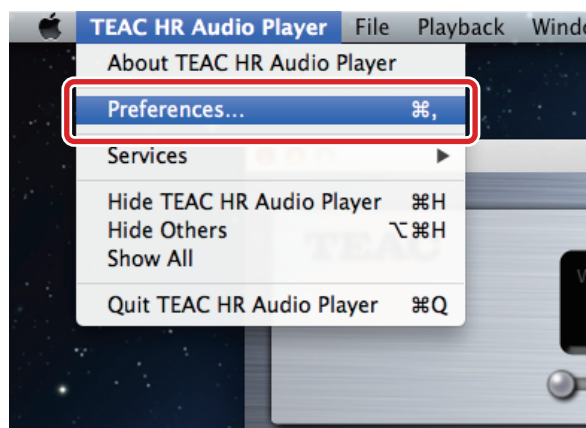 TEAC HR Audio Player File Playback
About TEAC HR Audio Player
Preferences... ⌘,
Services ▶
Hide TEAC HR Audio Player ⌘H
Hide Others ⌥⌘H
Show All
TEAC
Quit TEAC HR Audio Player ⌘Q